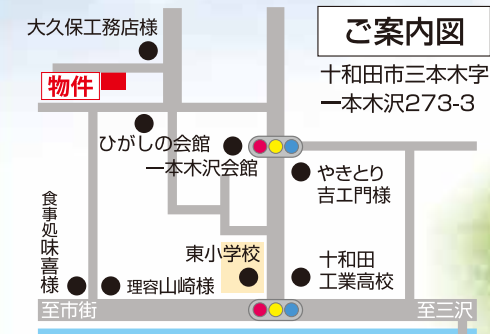 大久保工務店様
ご案内図
物件
十和田市三本木字
一本木沢273-3
ひがしの会館
一本木沢会館
やきとり
吉エ門様
食事処味喜様
東小学校
理容山崎様
十和田
工業高校
至市街
至三沢